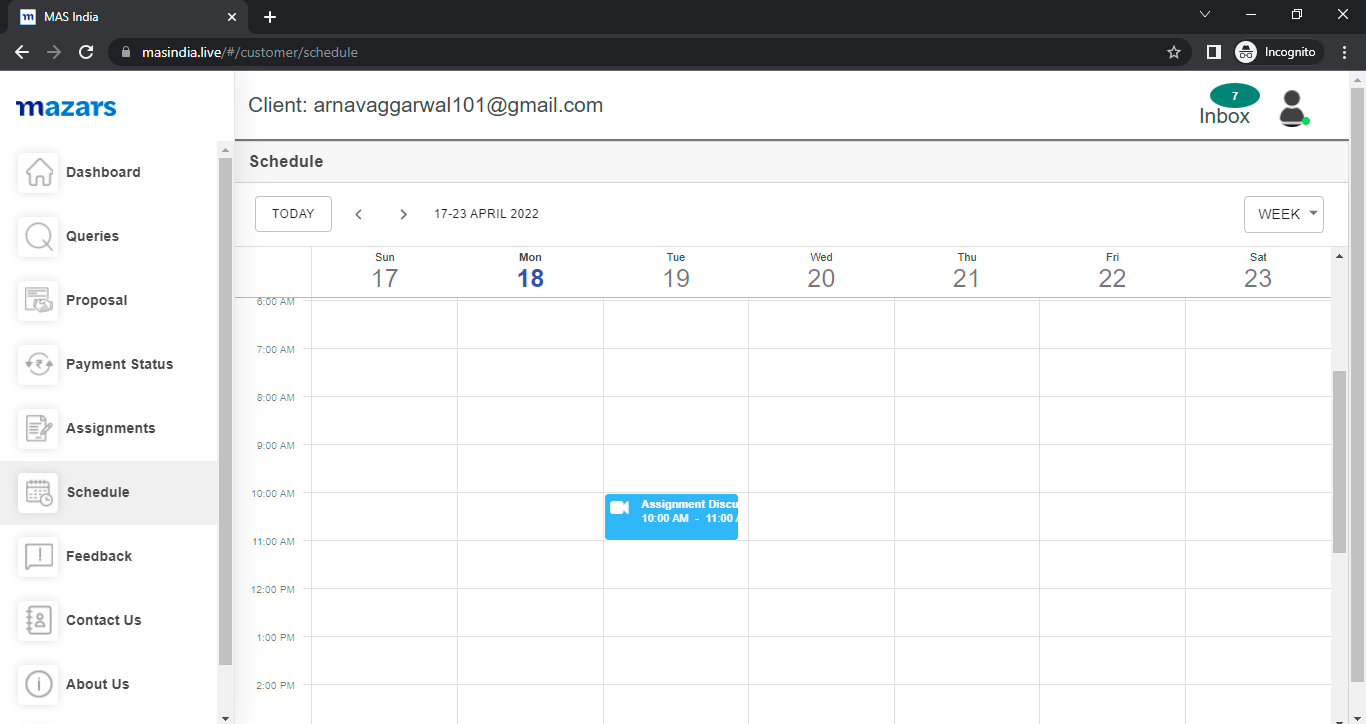 MAS India
masindia.live/#/customer/schedule
Incognito
mazars
Client: arnavaggarwal101@gmail.com
7
Inbox
Dashboard
Queries
Proposal
Payment Status
Assignments
Schedule
Feedback
Contact Us
About Us
Schedule
TODAY
17-23 APRIL 2022
WEEK
Sun Mon Tue Wed Thu Fri Sat
17 18 19 20 21 22 23
6:00 AM
7:00 AM
8:00 AM
9:00 AM
10:00 AM
Assignment Discu
10:00 AM - 11:00
11:00 AM
12:00 PM
1:00 PM
2:00 PM